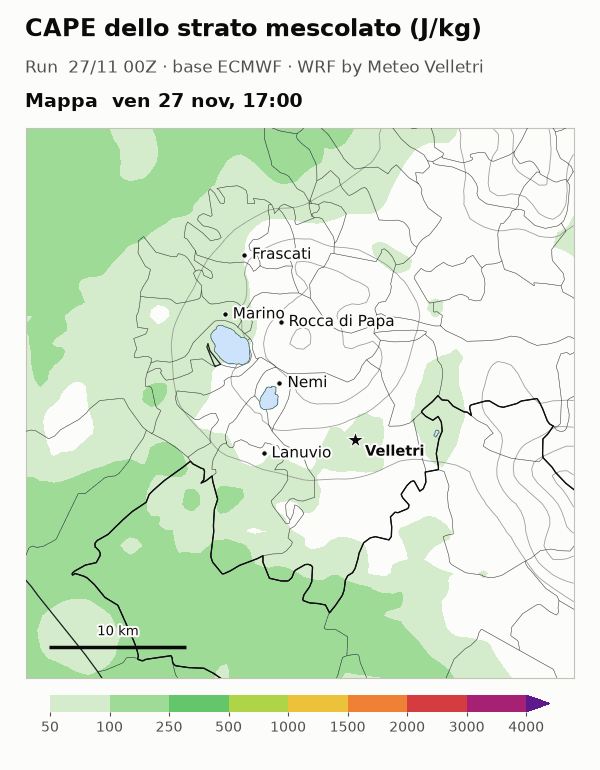 CAPE dello strato mescolato (J/kg)
Run  27/11 00Z · base ECMWF · WRF by Meteo Velletri
Mappa  ven 27 nov, 17:00
Frascati
Marino
Rocca di Papa
Nemi
Velletri
Lanuvio
10 km
50 100 250 500 1000 1500 2000 3000 4000